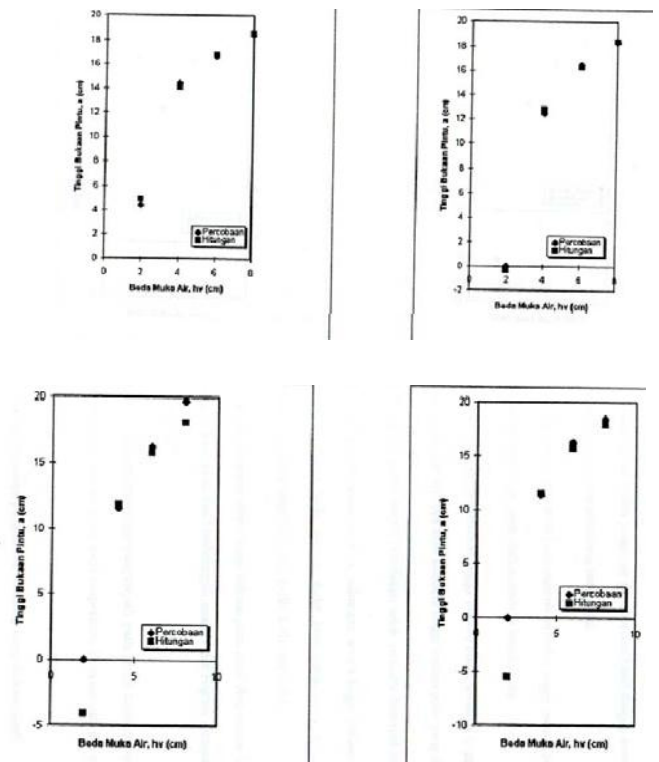 20
18
16
14
12
10
8
6
4
2
0
Tinggi Bukaan Pintu, a (cm)
Percobaan
Hitungan
0 2 4 6 8
Beda Muka Air, hv (cm)
20
18
16
14
12
10
8
6
4
2
0
-2
Tinggi Bukaan Pintu, a (cm)
Percobaan
Hitungan
0 2 4 6 8
Beda Muka Air, hv (cm)
20
15
10
5
0
-5
Tinggi Bukaan Pintu, a (cm)
Percobaan
Hitungan
5 10
Beda Muka Air, hv (cm)
20
15
10
5
0
-5
-10
Tinggi Bukaan Pintu, a (cm)
Percobaan
Hitungan
5 10
Beda Muka Air, hv (cm)